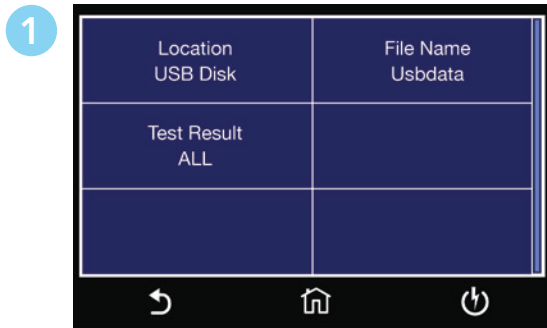 1
Location
USB Disk
File Name
Usbdata
Test Result
ALL